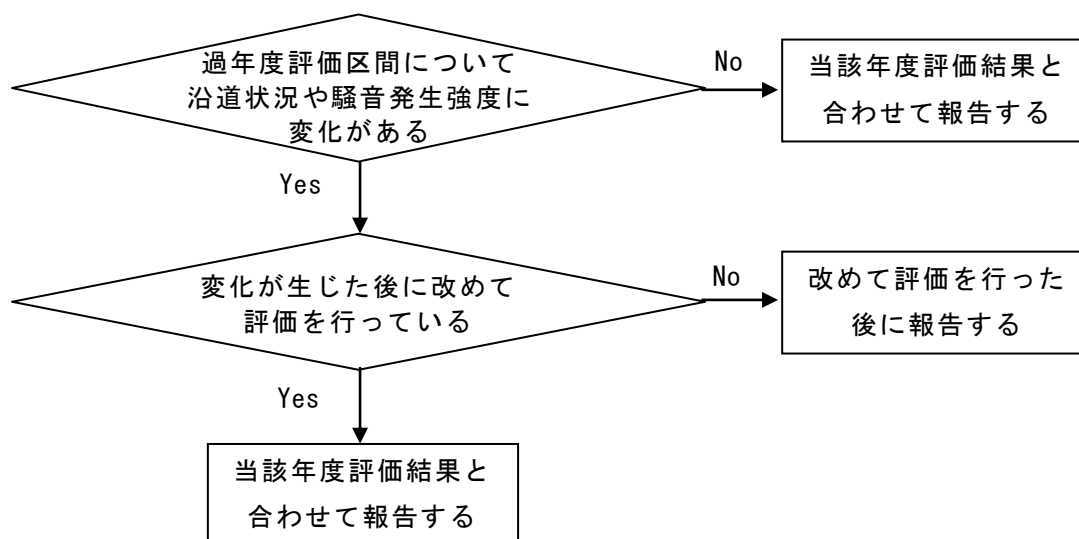 過年度評価区間について
沿道状況や騒音発生強度に
変化がある
No
当該年度評価結果と
合わせて報告する
Yes
変化が生じた後に改めて
評価を行っている
No
改めて評価を行った
後に報告する
Yes
当該年度評価結果と
合わせて報告する